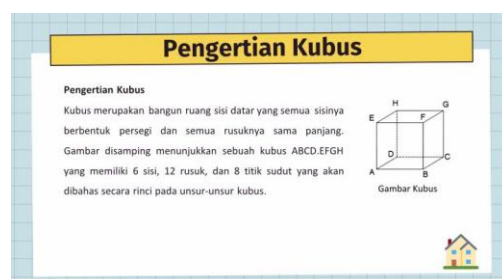 Pengertian Kubus
Pengertian Kubus
Kubus merupakan bangun ruang sisi datar yang semua sisinya
berbentuk persegi dan semua rusuknya sama panjang.
Gambar disamping menunjukkan sebuah kubus ABCD.EFGH
yang memiliki 6 sisi, 12 rusuk, dan 8 titik sudut yang akan
dibahas secara rinci pada unsur-unsur kubus.
H G
E F
D C
A B
Gambar Kubus